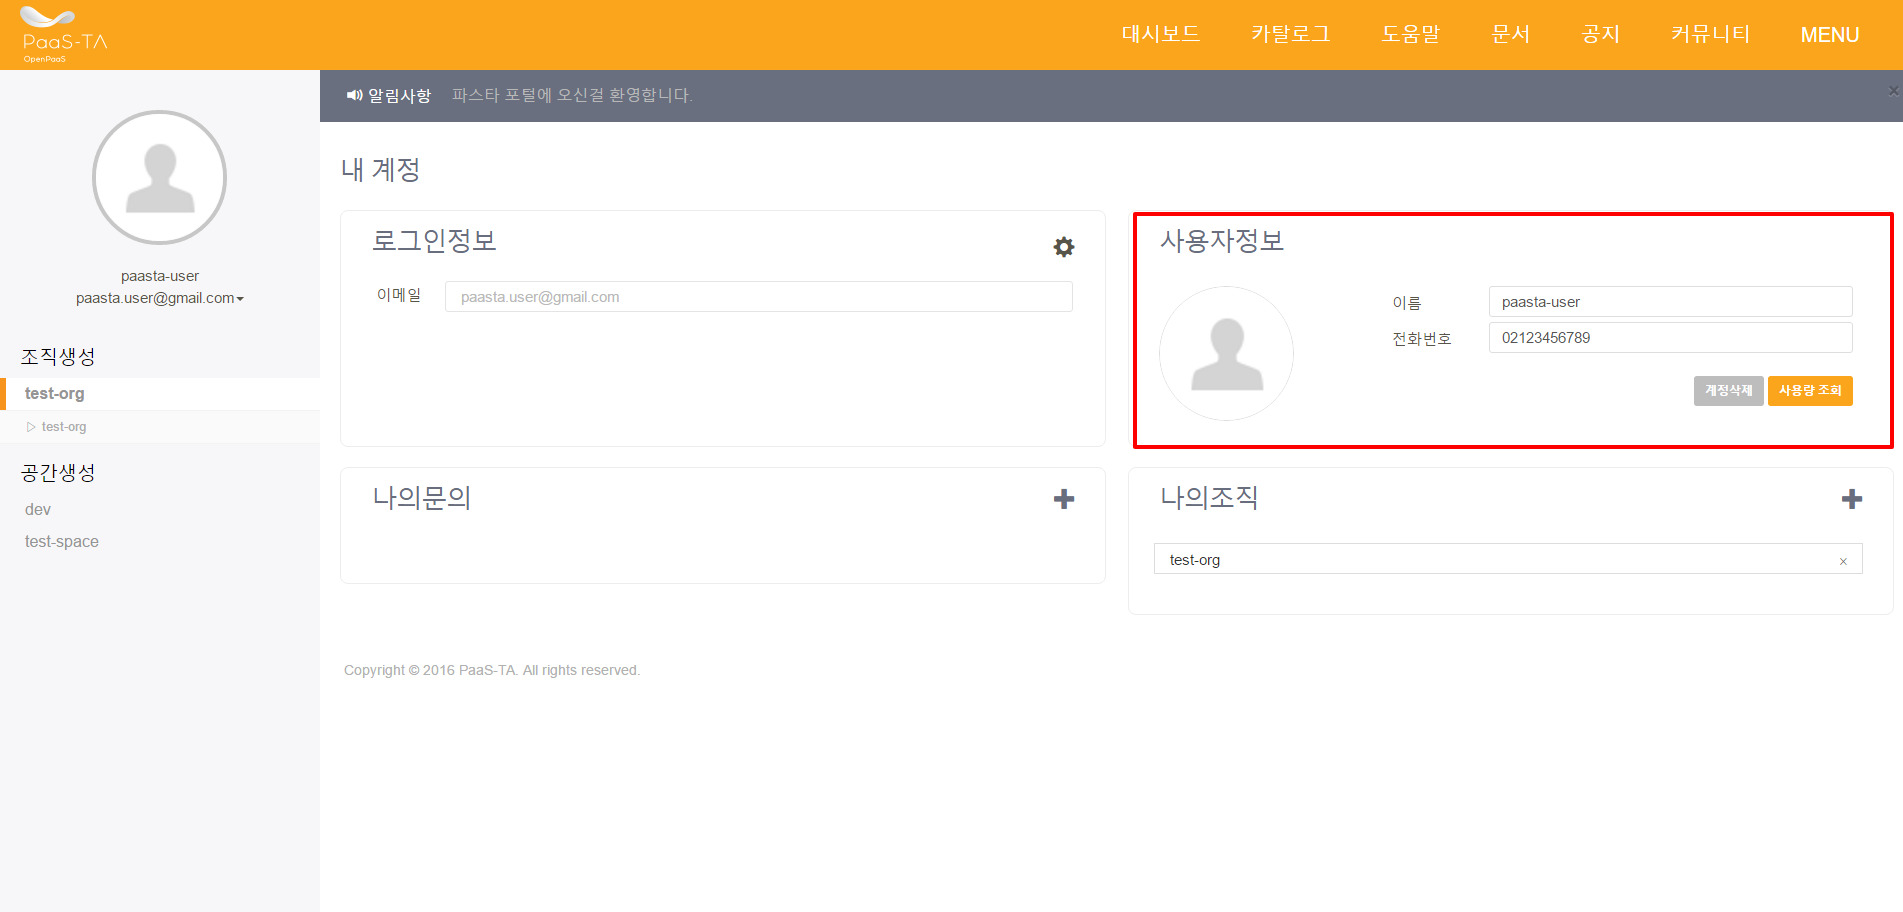 PaaS-TA
OpenPaaS
대시보드 카탈로그 도움말 문서 공지 커뮤니티 MENU
알림사항 파스타 포털에 오신걸 환영합니다.
×
paasta-user
paasta.user@gmail.com
조직생성
test-org
test-org
공간생성
dev
test-space
내 계정
로그인정보
이메일 paasta.user@gmail.com
사용자정보
이름 paasta-user
전화번호 02123456789
계정삭제 사용량 조회
나의문의
나의조직
test-org ×
Copyright © 2016 PaaS-TA. All rights reserved.